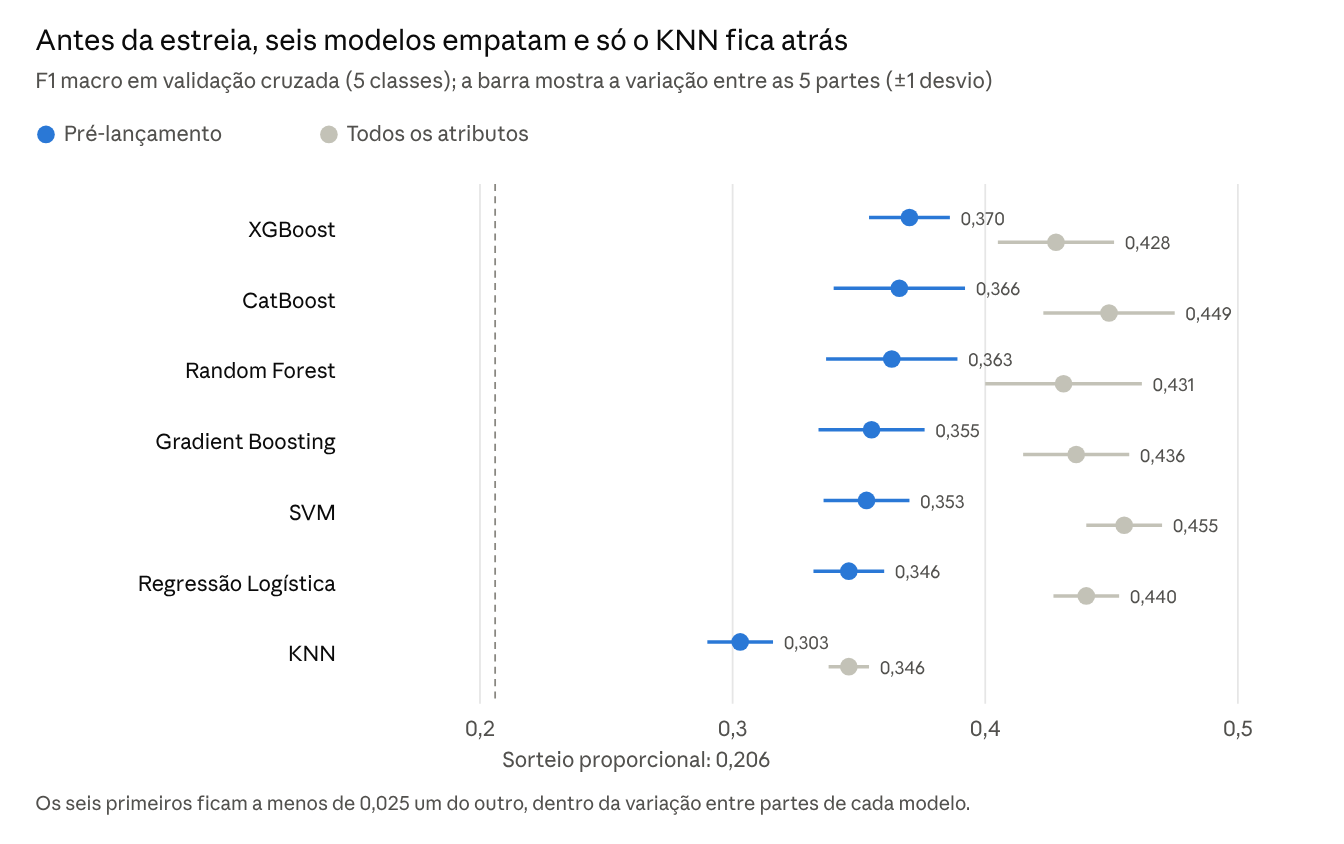 Antes da estreia, seis modelos empatam e só o KNN fica atrás
F1 macro em validação cruzada (5 classes); a barra mostra a variação entre as 5 partes (±1 desvio)
Pré-lançamento
Todos os atributos
XGBoost
0,370
0,428
CatBoost
0,366
0,449
Random Forest
0,363
0,431
Gradient Boosting
0,355
0,436
SVM
0,353
0,455
Regressão Logística
0,346
0,440
KNN
0,303
0,346
0,2
0,3
0,4
0,5
Sorteio proporcional: 0,206
Os seis primeiros ficam a menos de 0,025 um do outro, dentro da variação entre partes de cada modelo.